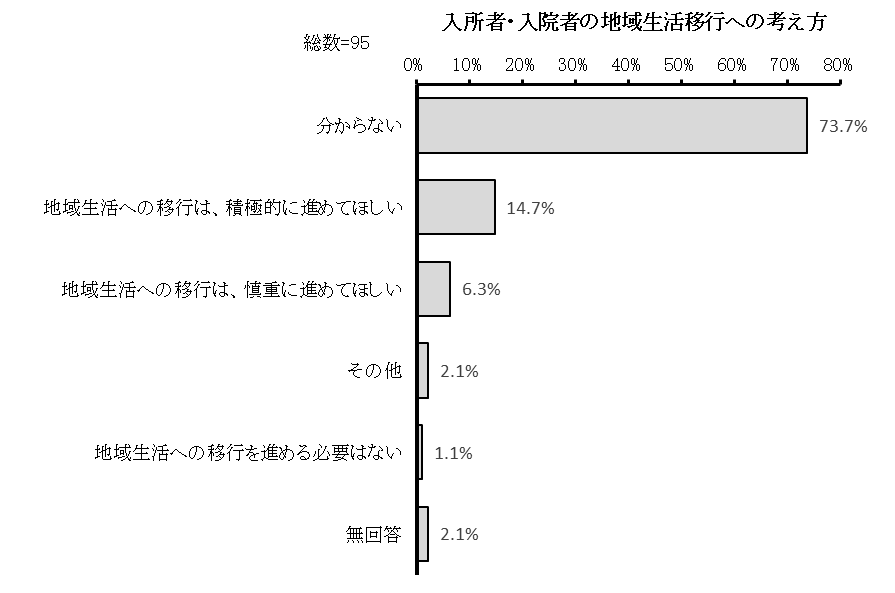 入所者・入院者の地域生活移行への考え方
総数=95
0% 10% 20% 30% 40% 50% 60% 70% 80%
分からない 73.7%
地域生活への移行は、積極的に進めてほしい 14.7%
地域生活への移行は、慎重に進めてほしい 6.3%
その他 2.1%
地域生活への移行を進める必要はない 1.1%
無回答 2.1%